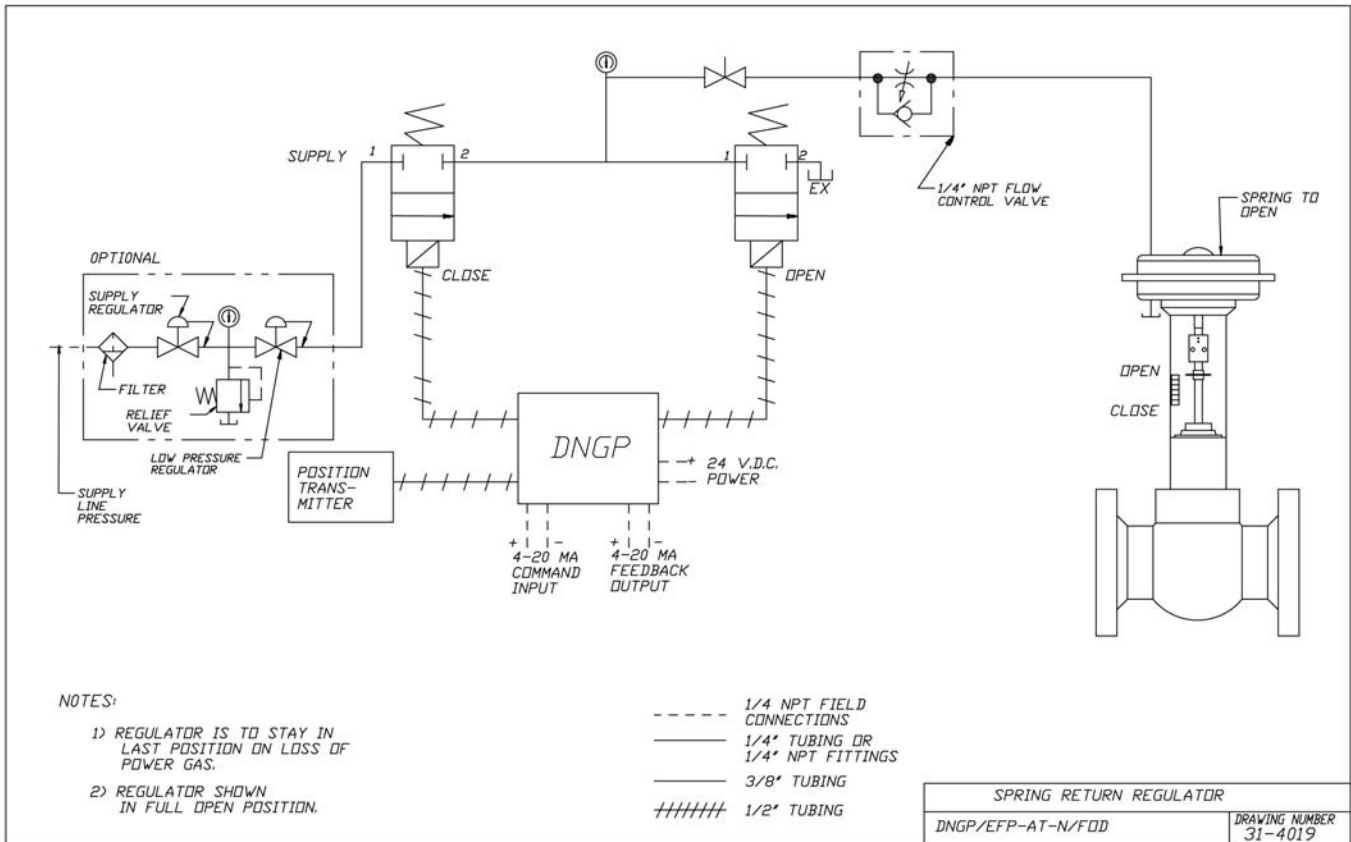 SUPPLY
1
2
1
2
EX
1/4" NPT FLOW
CONTROL VALVE
SPRING TO
OPEN
OPTIONAL
CLOSE
OPEN
SUPPLY
REGULATOR
FILTER
RELIEF
VALVE
LOW PRESSURE
REGULATOR
SUPPLY
LINE
PRESSURE
OPEN
CLOSE
DNGP
POSITION
TRANS-
MITTER
+ 24 V.D.C.
- POWER
+ -
4-20 MA
COMMAND
INPUT
+ -
4-20 MA
FEEDBACK
OUTPUT
NOTES:
1) REGULATOR IS TO STAY IN
LAST POSITION ON LOSS OF
POWER GAS.
2) REGULATOR SHOWN
IN FULL OPEN POSITION.
1/4 NPT FIELD
CONNECTIONS
1/4" TUBING OR
1/4" NPT FITTINGS
3/8" TUBING
1/2" TUBING
SPRING RETURN REGULATOR
DNGP/EFP-AT-N/FOD
DRAWING NUMBER
31-4019